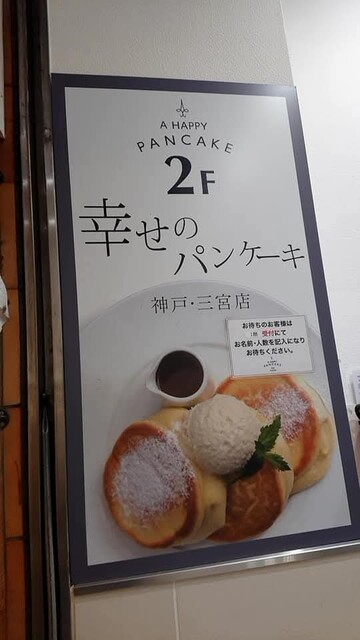 A HAPPY
PANCAKE
2F
幸せの
パンケーキ
神戸・三宮店
お待ちのお客様は
受付にて
お名前・人数を記入になり
お待ちください。